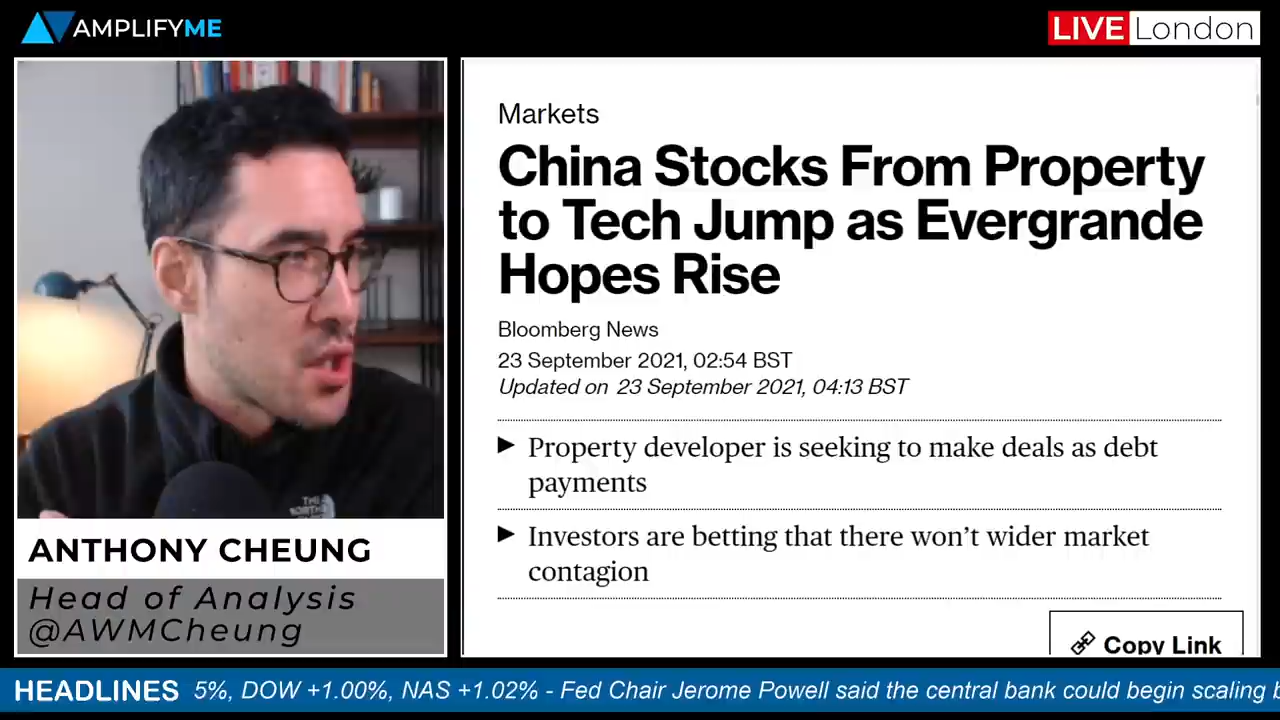 AMPLIFYME
LIVE London
Markets
China Stocks From Property
to Tech Jump as Evergrande
Hopes Rise
Bloomberg News
23 September 2021, 02:54 BST
Updated on 23 September 2021, 04:13 BST
Property developer is seeking to make deals as debt
payments
Investors are betting that there won’t wider market
contagion
Copy Link
THE
NORTH
ANTHONY CHEUNG
Head of Analysis
@AWMCheung
HEADLINES 5%, DOW +1.00%, NAS +1.02% - Fed Chair Jerome Powell said the central bank could begin scaling b